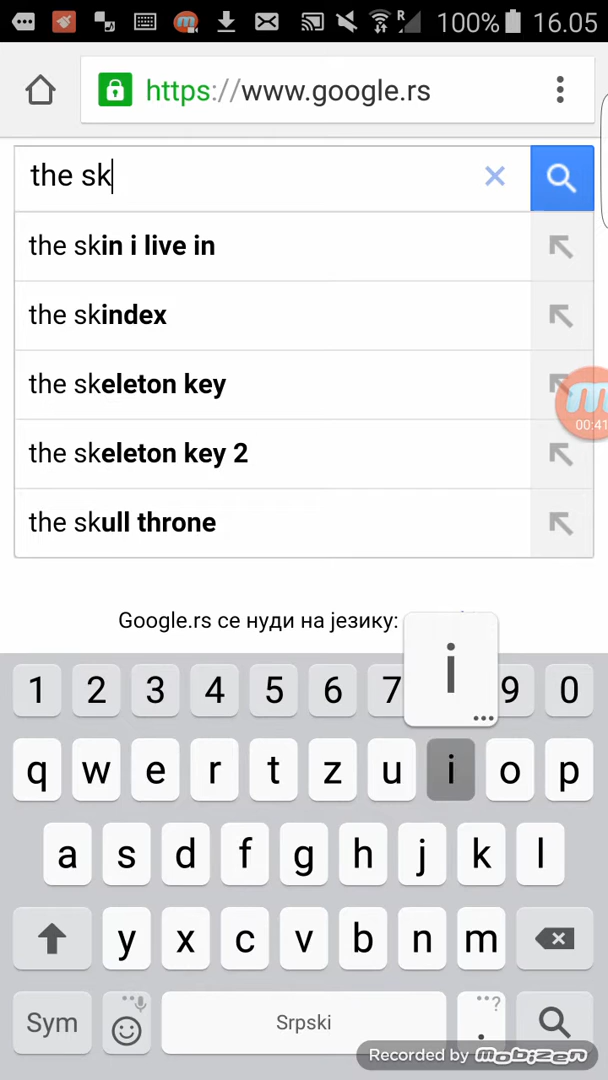 R 100% 16.05
https://www.google.rs
the sk
the skin i live in
the skindex
the skeleton key
the skeleton key 2
the skull throne
00:41
Google.rs се нуди на језику:
i
1 2 3 4 5 6 7 9 0
q w e r t z u i o p
a s d f g h j k l
y x c v b n m
Sym Srpski . ?
Recorded by mobizen